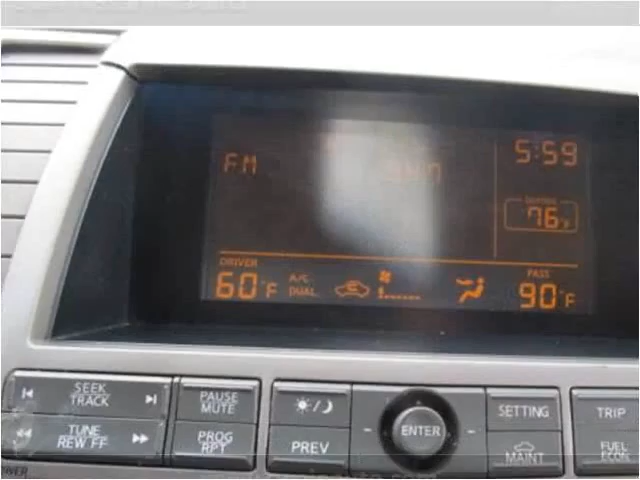 FM
5:59
OUTSIDE
76°F
DRIVER
60°F
A/C
DUAL
PASS
90°F
SEEK
TRACK
PAUSE
MUTE
SETTING
TRIP
TUNE
REW FF
PROG
RPT
PREV
ENTER
MAINT
FUEL
ECON